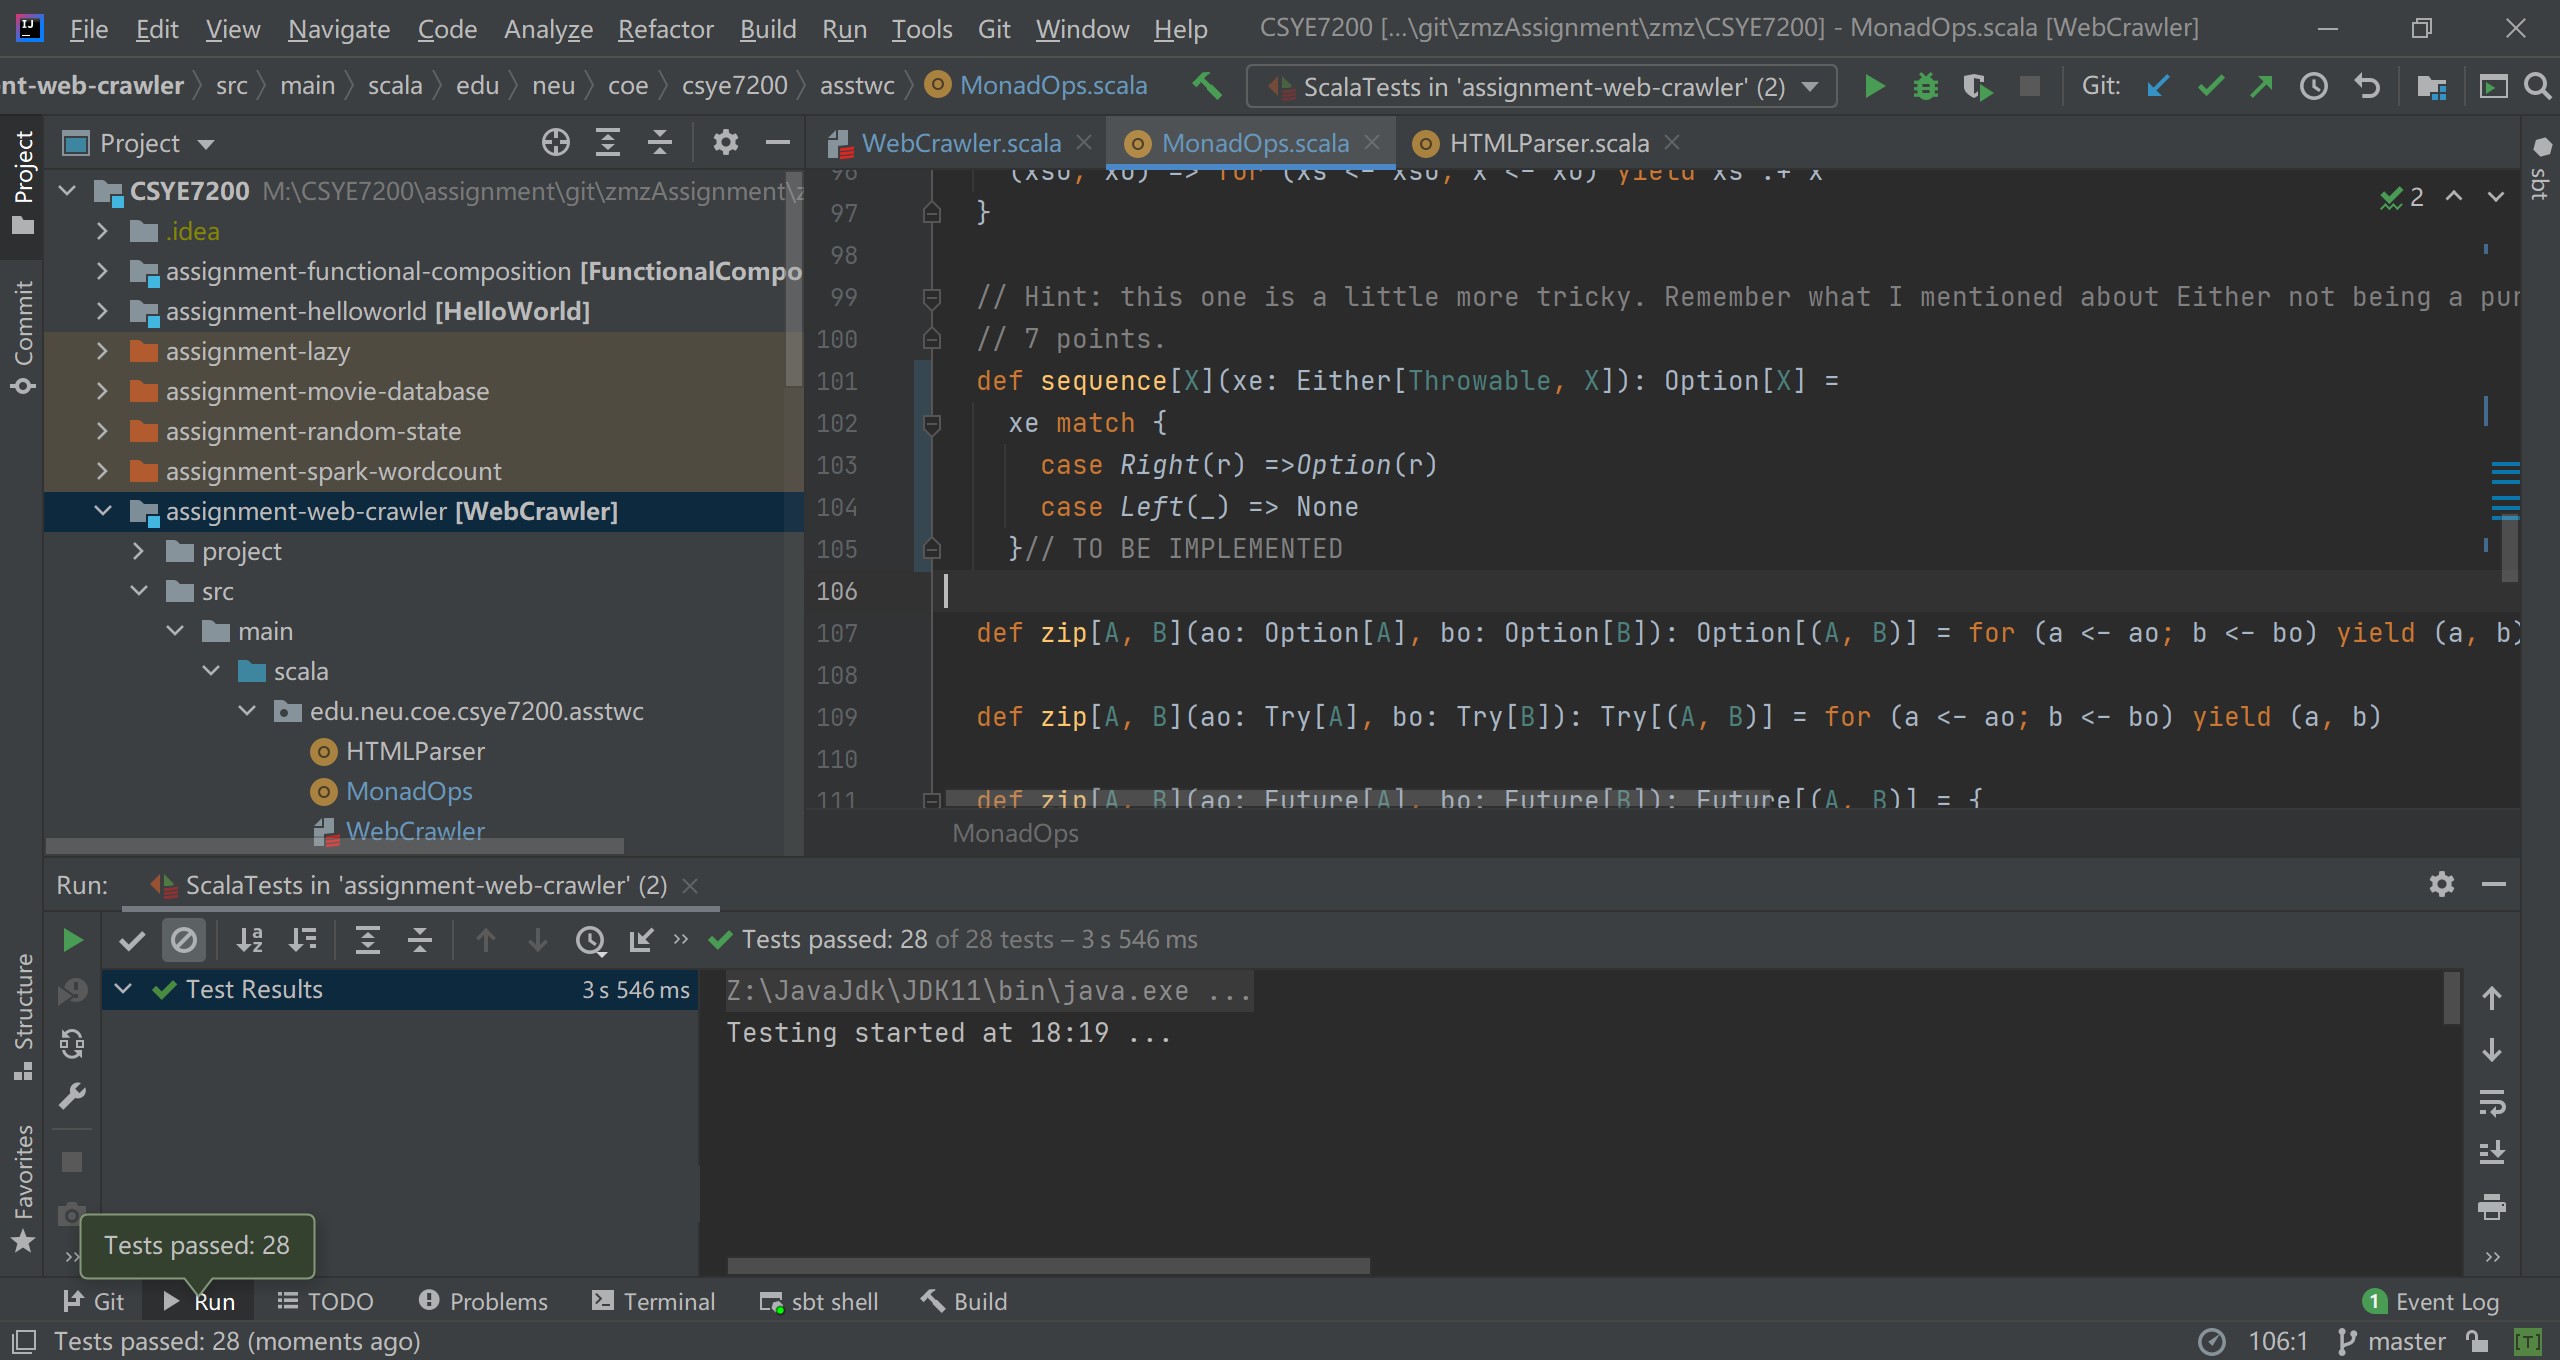 File Edit View Navigate Code Analyze Refactor Build Run Tools Git Window Help CSYE7200 [...\git\zmzAssignment\zmz\CSYE7200] - MonadOps.scala [WebCrawler]
nt-web-crawler src main scala edu neu coe csye7200 asstwc MonadOps.scala ScalaTests in 'assignment-web-crawler' (2) Git:
Project
Project
Commit
Structure
Favorites
CSYE7200 M:\CSYE7200\assignment\git\zmzAssignment\z
.idea
assignment-functional-composition [FunctionalCompo
assignment-helloworld [HelloWorld]
assignment-lazy
assignment-movie-database
assignment-random-state
assignment-spark-wordcount
assignment-web-crawler [WebCrawler]
project
src
main
scala
edu.neu.coe.csye7200.asstwc
HTMLParser
MonadOps
WebCrawler
WebCrawler.scala MonadOps.scala HTMLParser.scala
sbt
2
96 (xso, xo) => for (xs <- xso; x <- xo) yield xs :+ x
97 }
98
99 // Hint: this one is a little more tricky. Remember what I mentioned about Either not being a pur
100 // 7 points.
101 def sequence[X](xe: Either[Throwable, X]): Option[X] =
102 xe match {
103 case Right(r) =>Option(r)
104 case Left(_) => None
105 }// TO BE IMPLEMENTED
106
107 def zip[A, B](ao: Option[A], bo: Option[B]): Option[(A, B)] = for (a <- ao; b <- bo) yield (a, b)
108
109 def zip[A, B](ao: Try[A], bo: Try[B]): Try[(A, B)] = for (a <- ao; b <- bo) yield (a, b)
110
111 def zip[A, B](ao: Future[A], bo: Future[B]): Future[(A, B)] = {
MonadOps
Run: ScalaTests in 'assignment-web-crawler' (2)
Tests passed: 28 of 28 tests – 3 s 546 ms
Test Results 3 s 546 ms
Z:\JavaJdk\JDK11\bin\java.exe ...
Testing started at 18:19 ...
Tests passed: 28
Git Run TODO Problems Terminal sbt shell Build 1 Event Log
Tests passed: 28 (moments ago) 106:1 master [T]